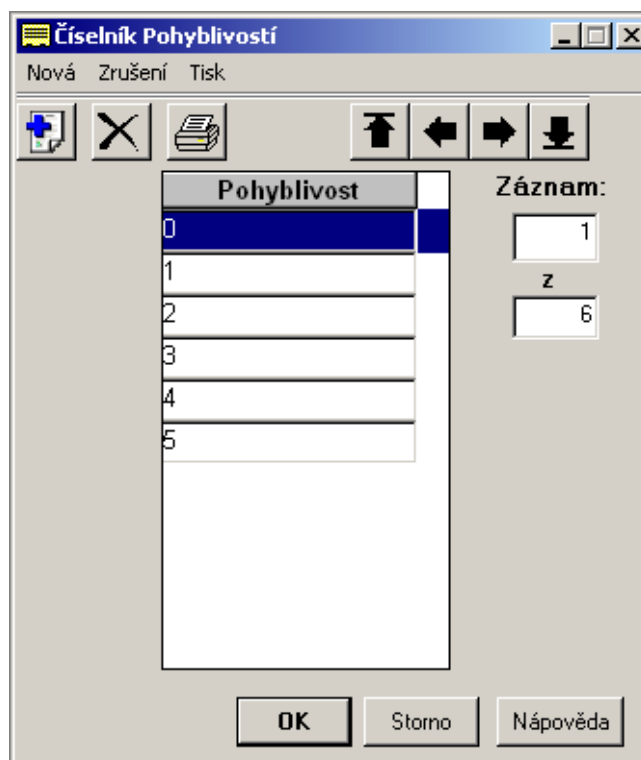 Číselník Pohyblivostí
Nová Zrušení Tisk
Pohyblivost
Záznam:
0
1
1
z
2
6
3
4
5
OK Storno Nápověda